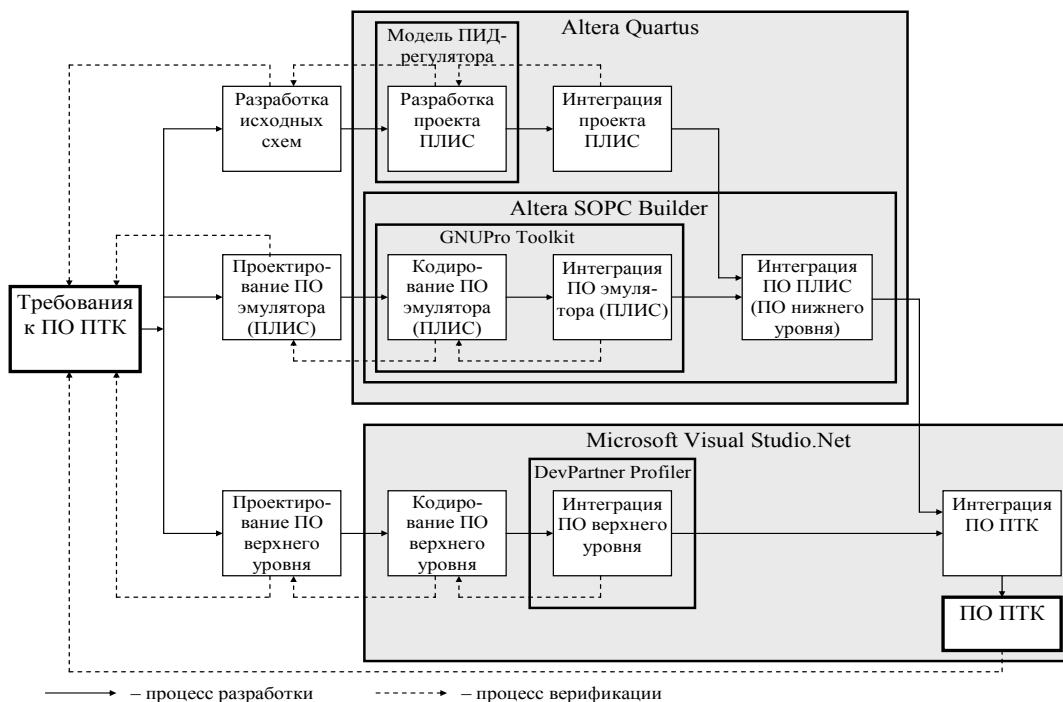 Altera Quartus
Модель ПИД-
регулятора
Разработка
исходных
схем
Разработка
проекта
ПЛИС
Интеграция
проекта
ПЛИС
Altera SOPC Builder
GNUPro Toolkit
Требования
к ПО ПТК
Проектиро-
вание ПО
эмулятора
(ПЛИС)
Кодиро-
вание ПО
эмулятора
(ПЛИС)
Интеграция
ПО эмуля-
тора (ПЛИС)
Интеграция
ПО ПЛИС
(ПО нижнего
уровня)
Microsoft Visual Studio.Net
DevPartner Profiler
Проектиро-
вание ПО
верхнего
уровня
Кодирование ПО
верхнего
уровня
Интеграция
ПО верхнего
уровня
Интеграция
ПО ПТК
ПО ПТК
– процесс разработки
– процесс верификации